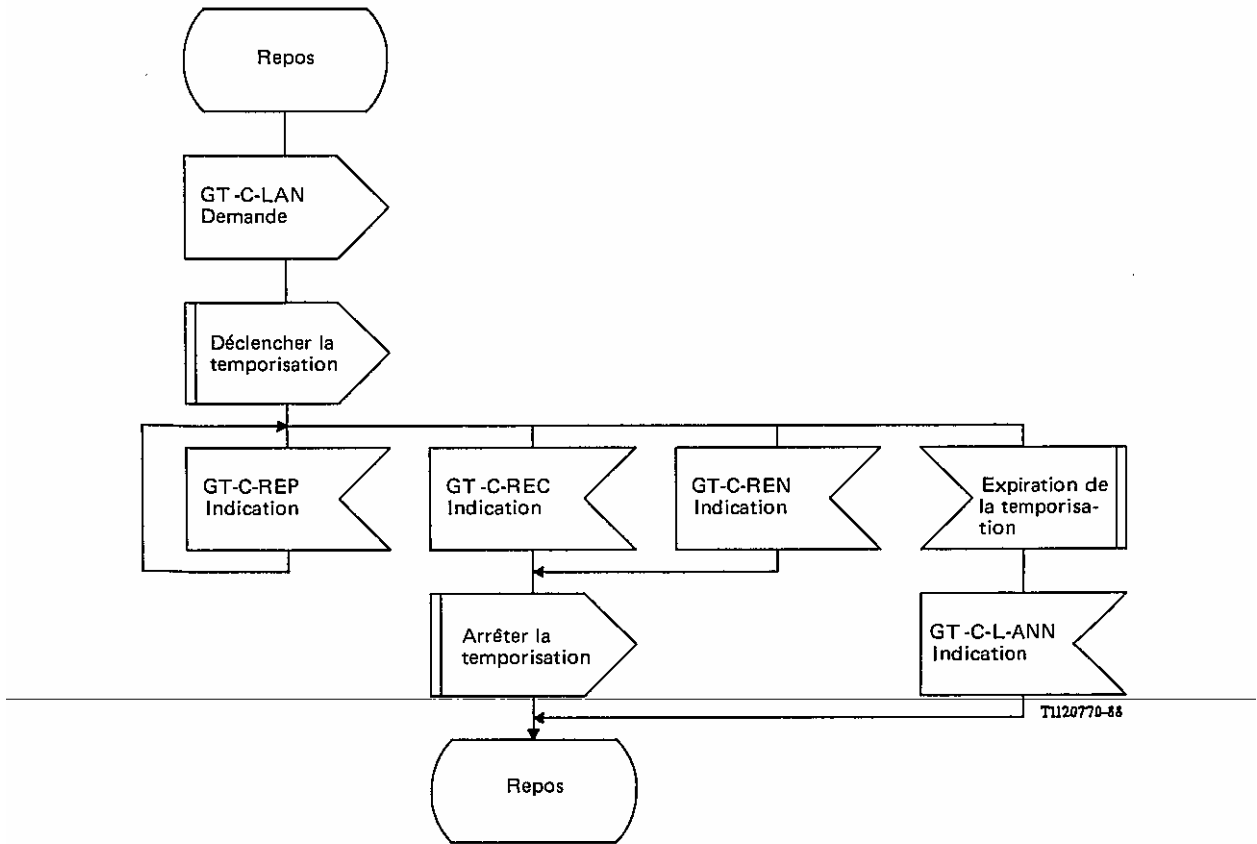 Repos
GT-C-LAN
Demande
Déclencher la
temporisation
GT-C-REP
Indication
GT-C-REC
Indication
GT-C-REN
Indication
Expiration de
la temporisa-
tion
Arrêter la
temporisation
GT-C-L-ANN
Indication
T1120770-88
Repos